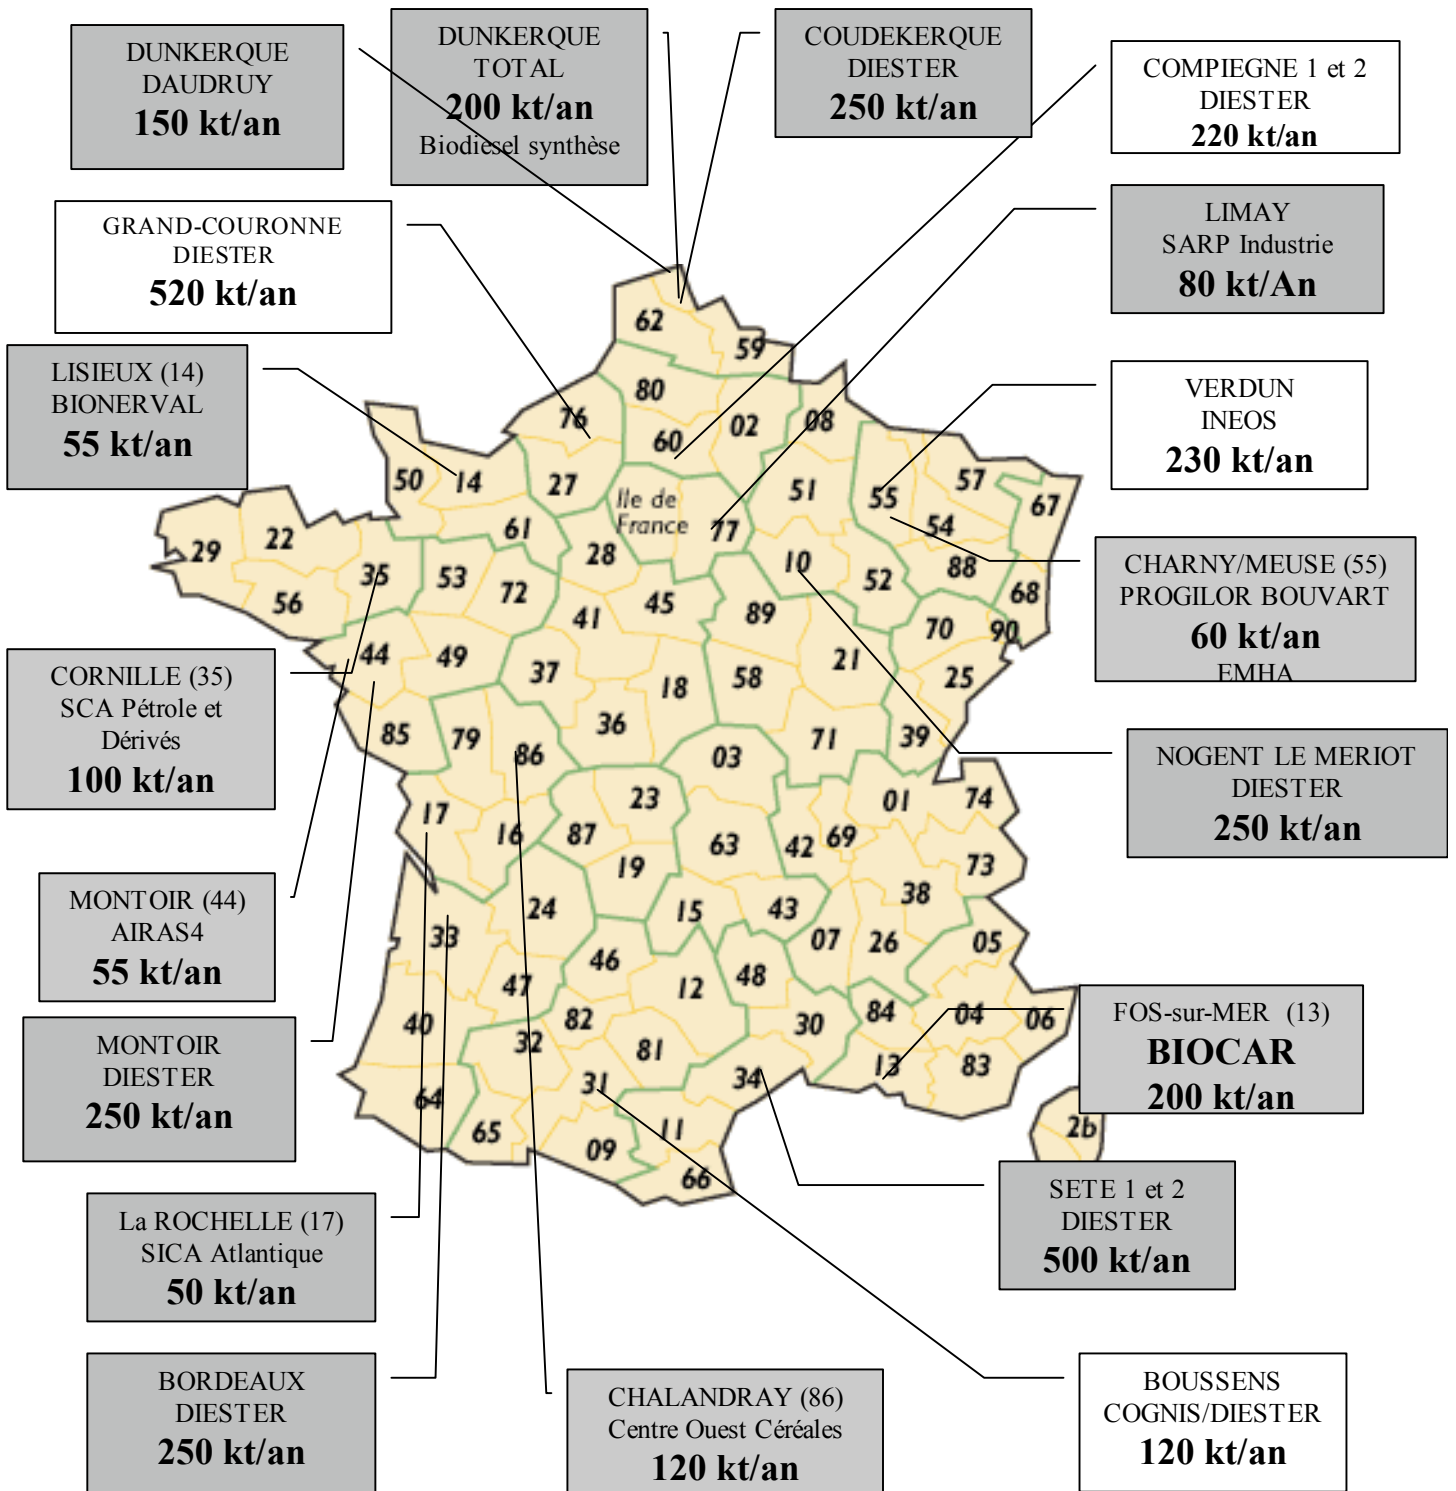 DUNKERQUE
DAUDRUY
150 kt/an
DUNKERQUE
TOTAL
200 kt/an
Biodiesel synthèse
COUDEKERQUE
DIESTER
250 kt/an
COMPIEGNE 1 et 2
DIESTER
220 kt/an
GRAND-COURONNE
DIESTER
520 kt/an
LIMAY
SARP Industrie
80 kt/An
LISIEUX (14)
BIONERVAL
55 kt/an
VERDUN
INEOS
230 kt/an
CHARNY/MEUSE (55)
PROGILOR BOUVART
60 kt/an
EMHA
CORNILLE (35)
SCA Pétrole et
Dérivés
100 kt/an
NOGENT LE MERIOT
DIESTER
250 kt/an
MONTOIR (44)
AIRAS4
55 kt/an
MONTOIR
DIESTER
250 kt/an
FOS-sur-MER (13)
BIOCAR
200 kt/an
La ROCHELLE (17)
SICA Atlantique
50 kt/an
SETE 1 et 2
DIESTER
500 kt/an
BORDEAUX
DIESTER
250 kt/an
CHALANDRAY (86)
Centre Ouest Céréales
120 kt/an
BOUSSENS
COGNIS/DIESTER
120 kt/an
62
59
80
76
02
08
60
50
14
27
51
55
57
67
Ile de
France
77
54
61
28
10
52
88
68
29
22
35
53
72
56
41
45
89
70
90
44
49
37
18
58
21
25
85
79
86
36
03
71
39
17
16
87
23
63
42
69
01
74
73
19
38
24
15
43
33
46
12
48
07
26
05
47
40
32
82
81
30
84
04
06
64
31
34
13
83
65
09
11
66
2b